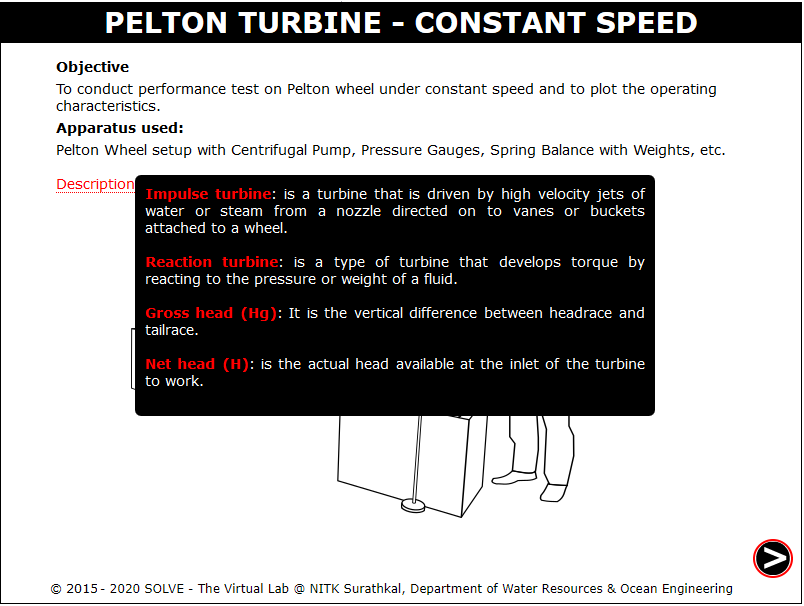 PELTON TURBINE - CONSTANT SPEED
Objective
To conduct performance test on Pelton wheel under constant speed and to plot the operating
characteristics.
Apparatus used:
Pelton Wheel setup with Centrifugal Pump, Pressure Gauges, Spring Balance with Weights, etc.
Description
Impulse turbine: is a turbine that is driven by high velocity jets of
water or steam from a nozzle directed on to vanes or buckets
attached to a wheel.
Reaction turbine: is a type of turbine that develops torque by
reacting to the pressure or weight of a fluid.
Gross head (Hg): It is the vertical difference between headrace and
tailrace.
Net head (H): is the actual head available at the inlet of the turbine
to work.
© 2015 - 2020 SOLVE - The Virtual Lab @ NITK Surathkal, Department of Water Resources & Ocean Engineering